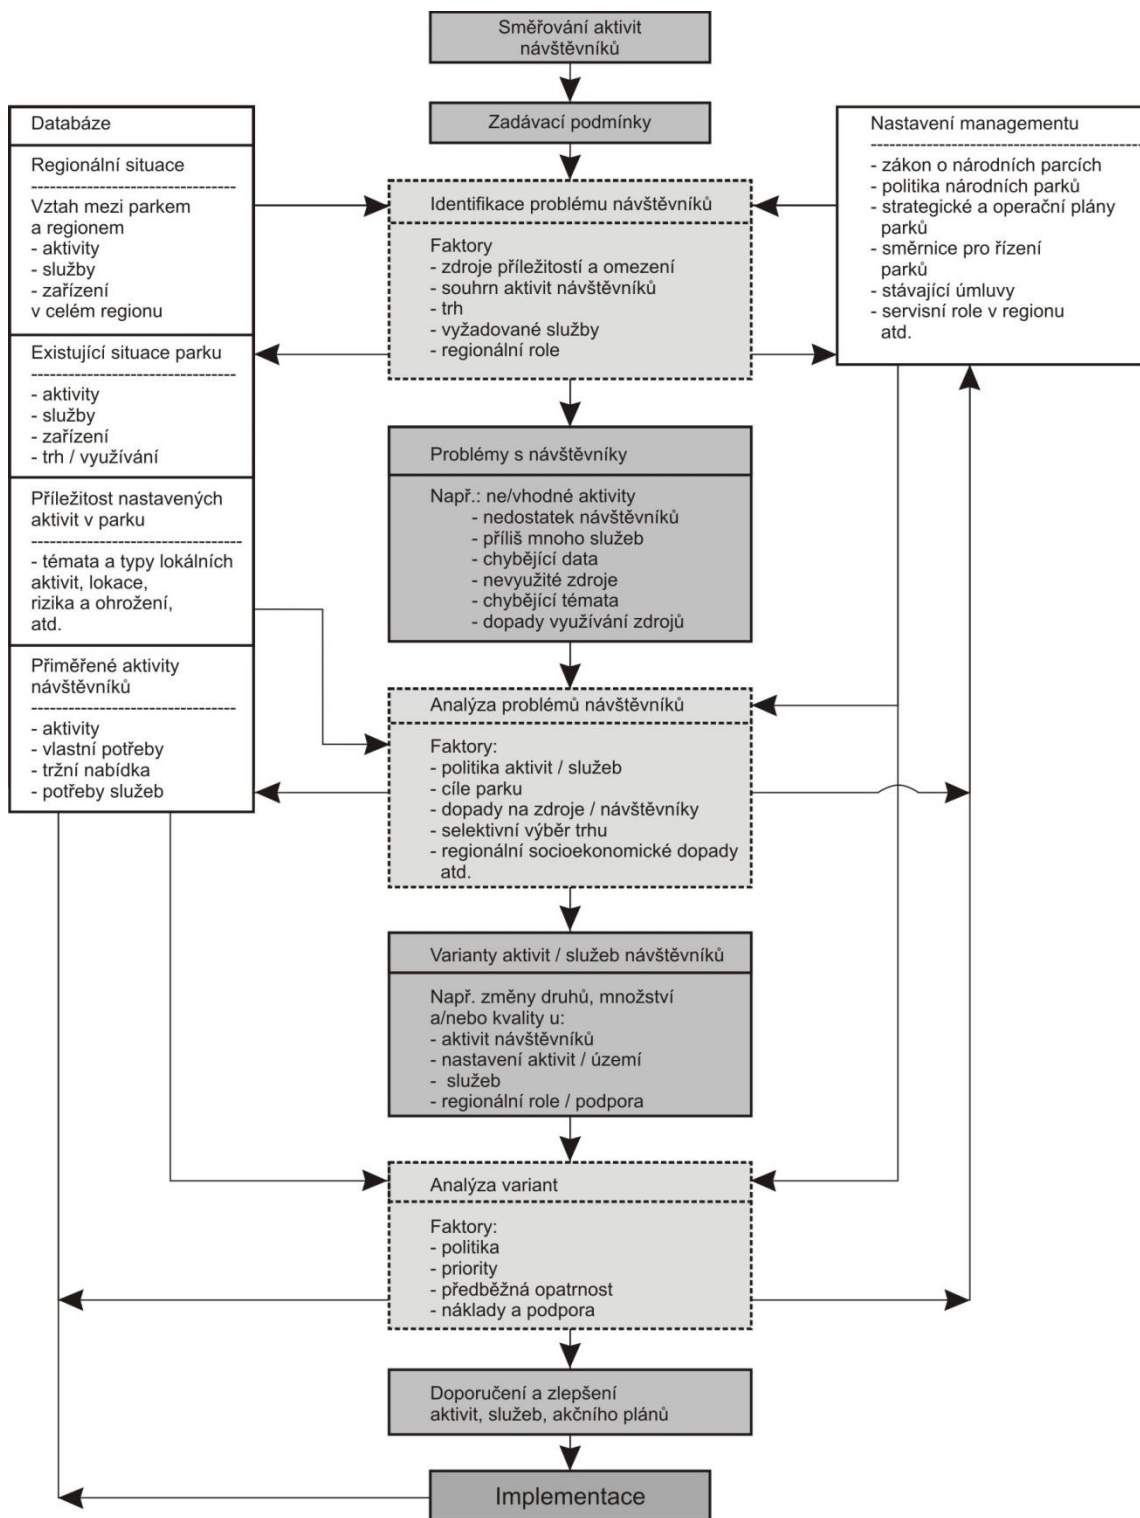 Směřování aktivit
návštěvníků
Zadávací podmínky
Databáze
Regionální situace
Vztah mezi parkem
a regionem
- aktivity
- služby
- zařízení
v celém regionu
Existující situace parku
- aktivity
- služby
- zařízení
- trh / využívání
Příležitost nastavených
aktivit v parku
- témata a typy lokálních
aktivit, lokace,
rizika a ohrožení,
atd.
Přiměřené aktivity
návštěvníků
- aktivity
- vlastní potřeby
- tržní nabídka
- potřeby služeb
Identifikace problému návštěvníků
Faktory
- zdroje příležitostí a omezení
- souhrn aktivit návštěvníků
- trh
- vyžadované služby
- regionální role
Nastavení managementu
- zákon o národních parcích
- politika národních parků
- strategické a operační plány
parků
- směrnice pro řízení
parků
- stávající úmluvy
- servisní role v regionu
atd.
Problémy s návštěvníky
Např.: ne/vhodné aktivity
- nedostatek návštěvníků
- příliš mnoho služeb
- chybějící data
- nevyužité zdroje
- chybějící témata
- dopady využívání zdrojů
Analýza problémů návštěvníků
Faktory:
- politika aktivit / služeb
- cíle parku
- dopady na zdroje / návštěvníky
- selektivní výběr trhu
- regionální socioekonomické dopady
atd.
Varianty aktivit / služeb návštěvníků
Např. změny druhů, množství
a/nebo kvality u:
- aktivit návštěvníků
- nastavení aktivit / území
- služeb
- regionální role / podpora
Analýza variant
Faktory:
- politika
- priority
- předběžná opatrnost
- náklady a podpora
Doporučení a zlepšení
aktivit, služeb, akčního plánů
Implementace